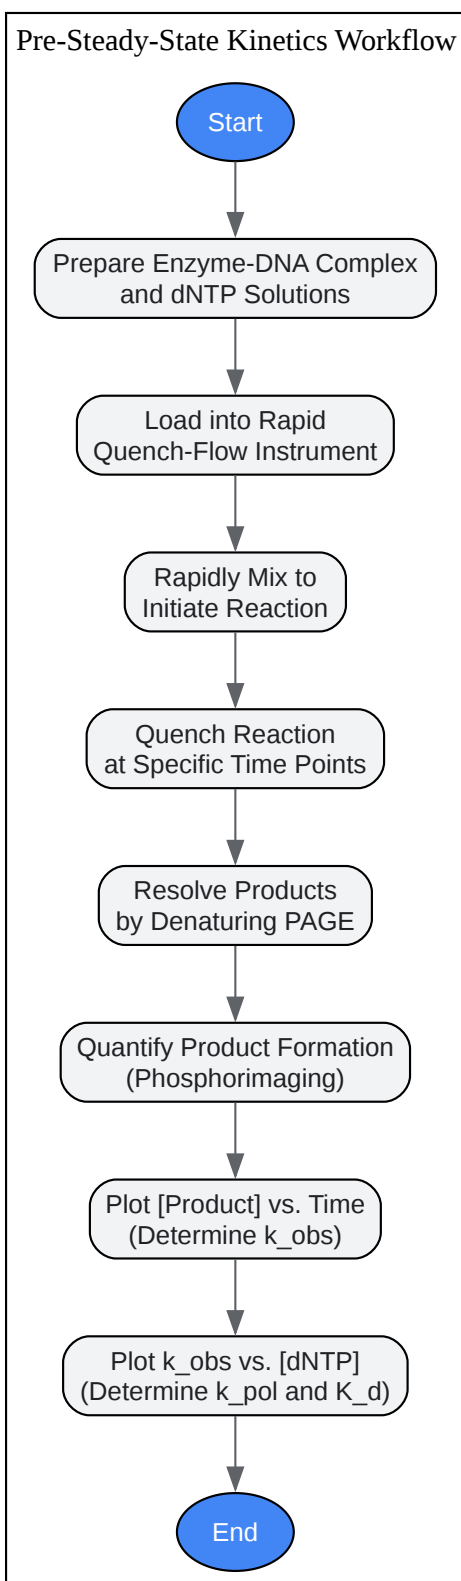 Pre-Steady-State Kinetics Workflow
Start
Prepare Enzyme-DNA Complex
and dNTP Solutions
Load into Rapid
Quench-Flow Instrument
Rapidly Mix to
Initiate Reaction
Quench Reaction
at Specific Time Points
Resolve Products
by Denaturing PAGE
Quantify Product Formation
(Phosphorimaging)
Plot [Product] vs. Time
(Determine k_obs)
Plot k_obs vs. [dNTP]
(Determine k_pol and K_d)
End